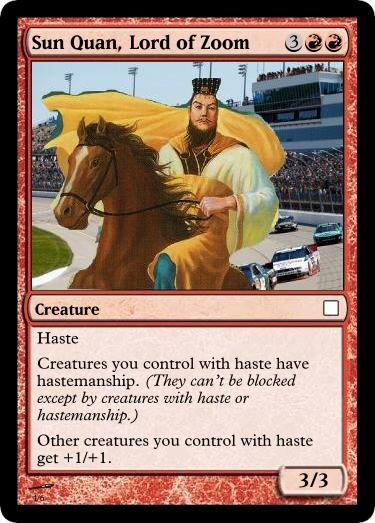 Sun Quan, Lord of Zoom 3
Creature
Haste
Creatures you control with haste have
hastemanship. (They can't be blocked
except by creatures with haste or
hastemanship.)
Other creatures you control with haste
get +1/+1.
3/3